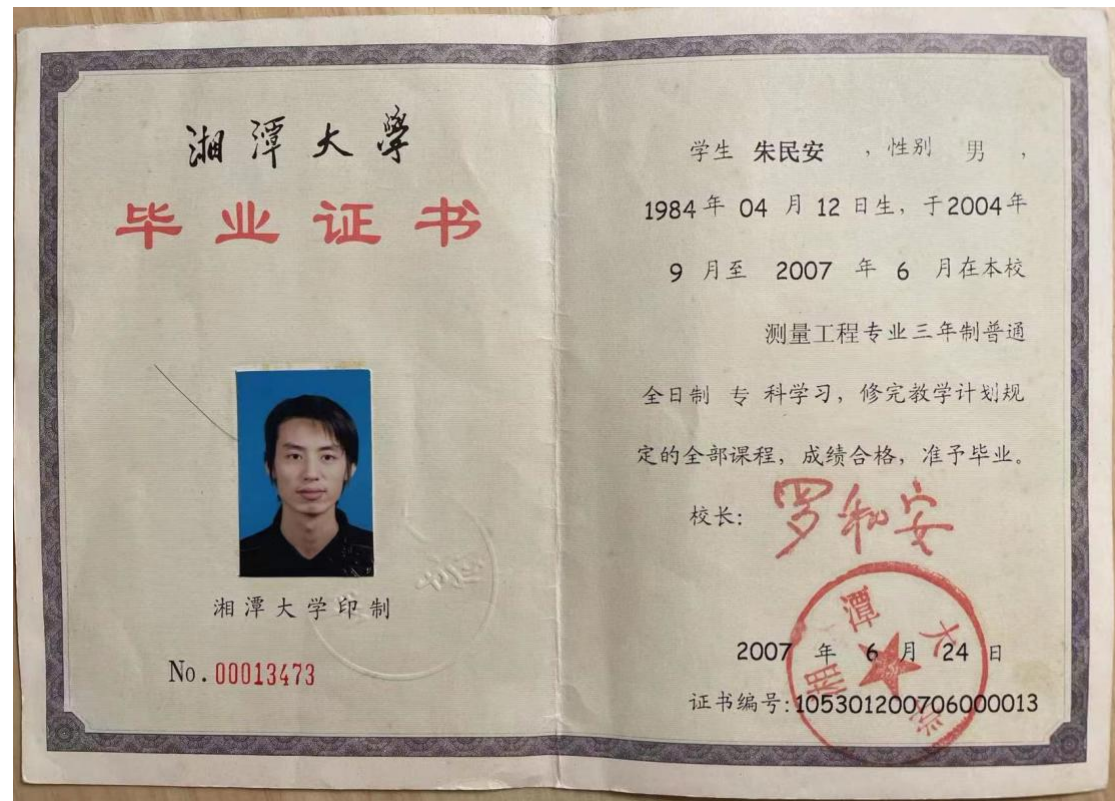 湘潭大學
毕业证书
湘潭大学印制
No.00013473
学生 朱民安 ，性别 男 ，
1984年 04 月 12 日生，于2004年
9 月至 2007 年 6 月在本校
测量工程专业三年制普通
全日制 专 科学习，修完教学计划规
定的全部课程，成绩合格，准予毕业。
校长：罗和安
2007 年 6 月 24 日
证书编号：105301200706000013
湘潭大学